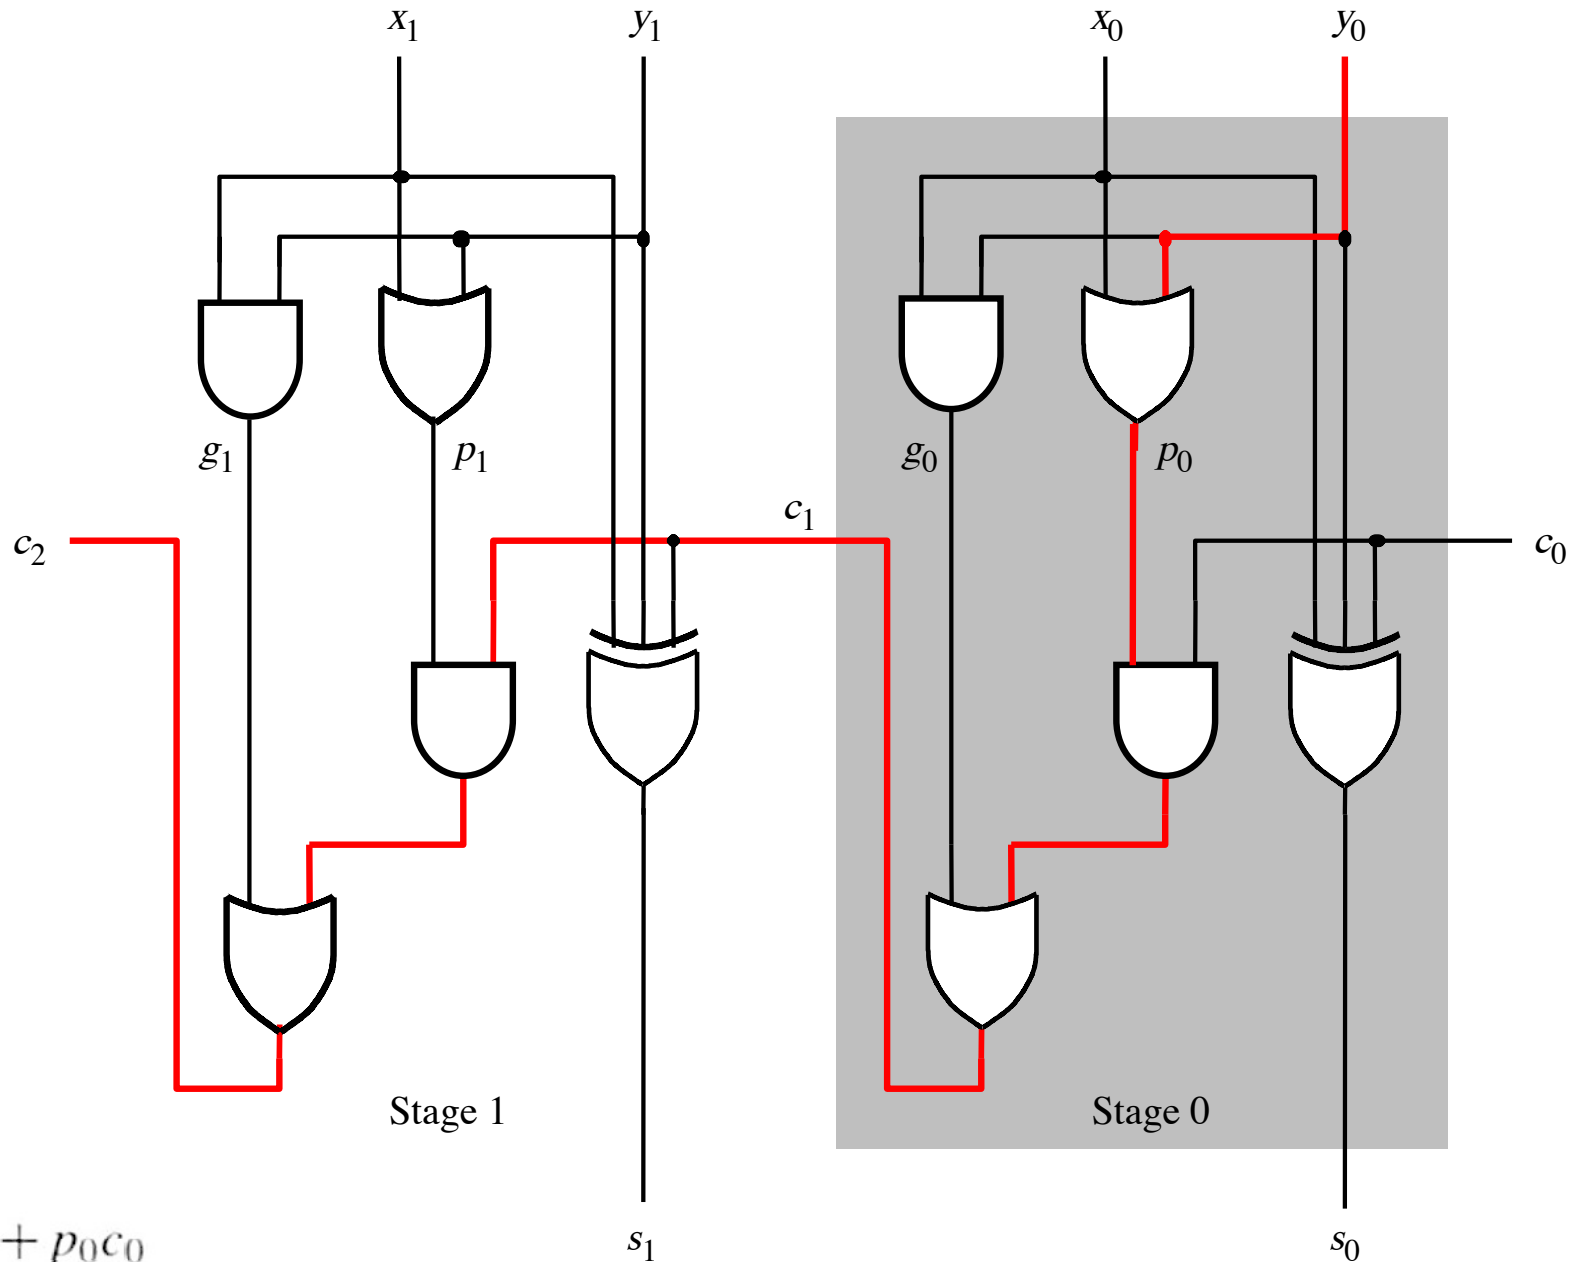 x₁ y₁ x₀ y₀
g₁ p₁ g₀ p₀
c₁
c₂ c₀
Stage 1 Stage 0
+ p₀c₀ s₁ s₀